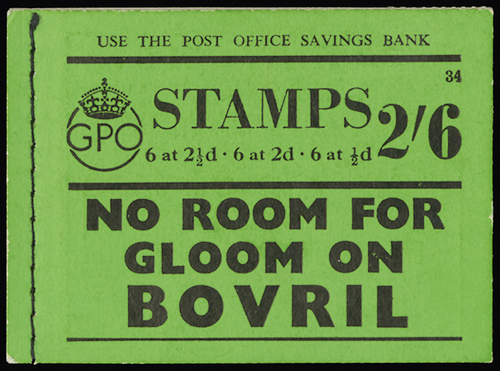 USE THE POST OFFICE SAVINGS BANK
34
GPO
STAMPS 2/6
6 at 2½d · 6 at 2d · 6 at ½d
NO ROOM FOR
GLOOM ON
BOVRIL